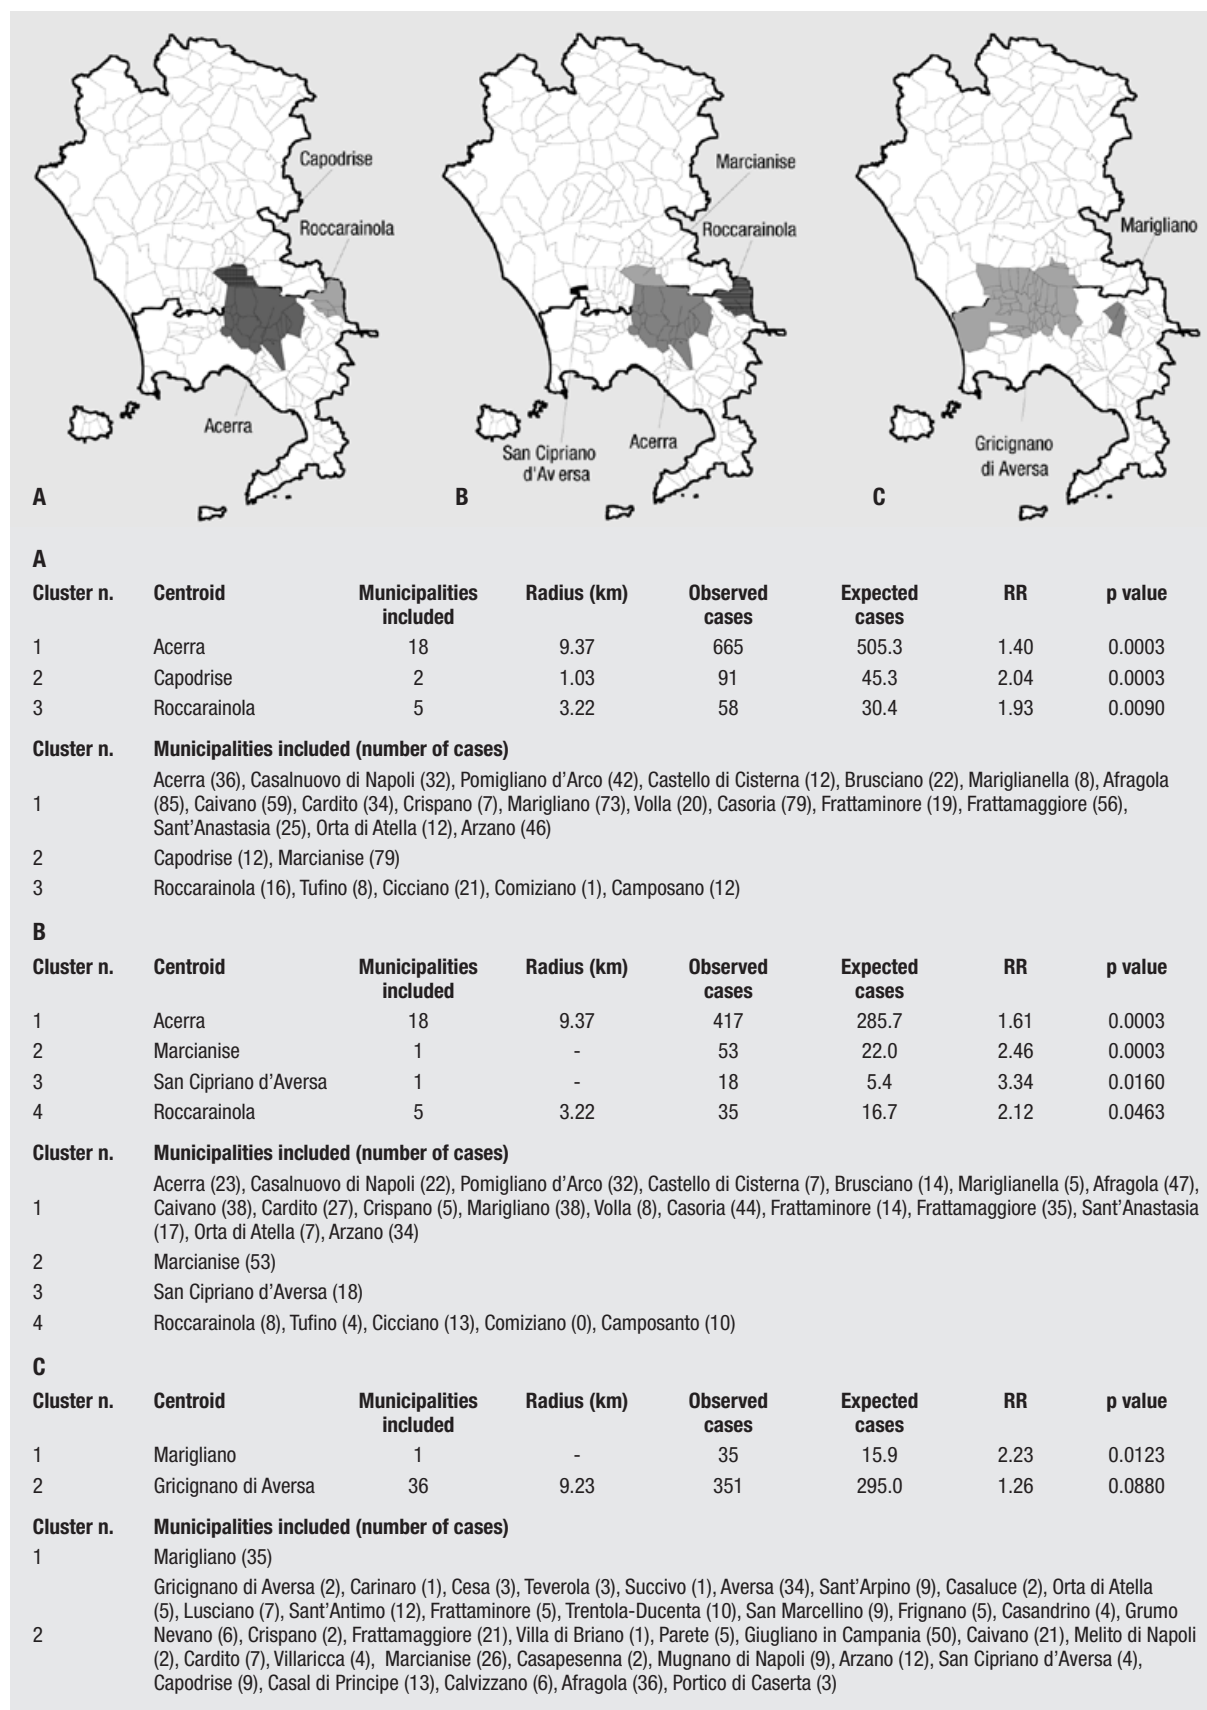 Capodrise
Roccarainola
Acerra
A
Marcianise
Roccarainola
San Cipriano
d'Av ersa
Acerra
B
Marigliano
Gricignano
di Aversa
C
A
Cluster n. Centroid Municipalities included Radius (km) Observed cases Expected cases RR p value
1 Acerra 18 9.37 665 505.3 1.40 0.0003
2 Capodrise 2 1.03 91 45.3 2.04 0.0003
3 Roccarainola 5 3.22 58 30.4 1.93 0.0090
Cluster n. Municipalities included (number of cases)
Acerra (36), Casalnuovo di Napoli (32), Pomigliano d'Arco (42), Castello di Cisterna (12), Brusciano (22), Mariglianella (8), Afragola
1 (85), Caivano (59), Cardito (34), Crispano (7), Marigliano (73), Volla (20), Casoria (79), Frattaminore (19), Frattamaggiore (56),
Sant'Anastasia (25), Orta di Atella (12), Arzano (46)
2 Capodrise (12), Marcianise (79)
3 Roccarainola (16), Tufino (8), Cicciano (21), Comiziano (1), Camposano (12)
B
Cluster n. Centroid Municipalities included Radius (km) Observed cases Expected cases RR p value
1 Acerra 18 9.37 417 285.7 1.61 0.0003
2 Marcianise 1 - 53 22.0 2.46 0.0003
3 San Cipriano d'Aversa 1 - 18 5.4 3.34 0.0160
4 Roccarainola 5 3.22 35 16.7 2.12 0.0463
Cluster n. Municipalities included (number of cases)
Acerra (23), Casalnuovo di Napoli (22), Pomigliano d'Arco (32), Castello di Cisterna (7), Brusciano (14), Mariglianella (5), Afragola (47),
1 Caivano (38), Cardito (27), Crispano (5), Marigliano (38), Volla (8), Casoria (44), Frattaminore (14), Frattamaggiore (35), Sant'Anastasia
(17), Orta di Atella (7), Arzano (34)
2 Marcianise (53)
3 San Cipriano d'Aversa (18)
4 Roccarainola (8), Tufino (4), Cicciano (13), Comiziano (0), Camposanto (10)
C
Cluster n. Centroid Municipalities included Radius (km) Observed cases Expected cases RR p value
1 Marigliano 1 - 35 15.9 2.23 0.0123
2 Gricignano di Aversa 36 9.23 351 295.0 1.26 0.0880
Cluster n. Municipalities included (number of cases)
1 Marigliano (35)
Gricignano di Aversa (2), Carinaro (1), Cesa (3), Teverola (3), Succivo (1), Aversa (34), Sant'Arpino (9), Casaluce (2), Orta di Atella
(5), Lusciano (7), Sant'Antimo (12), Frattaminore (5), Trentola-Ducenta (10), San Marcellino (9), Frignano (5), Casandrino (4), Grumo
2 Nevano (6), Crispano (2), Frattamaggiore (21), Villa di Briano (1), Parete (5), Giugliano in Campania (50), Caivano (21), Melito di Napoli
(2), Cardito (7), Villaricca (4), Marcianise (26), Casapesenna (2), Mugnano di Napoli (9), Arzano (12), San Cipriano d'Aversa (4),
Capodrise (9), Casal di Principe (13), Calvizzano (6), Afragola (36), Portico di Caserta (3)